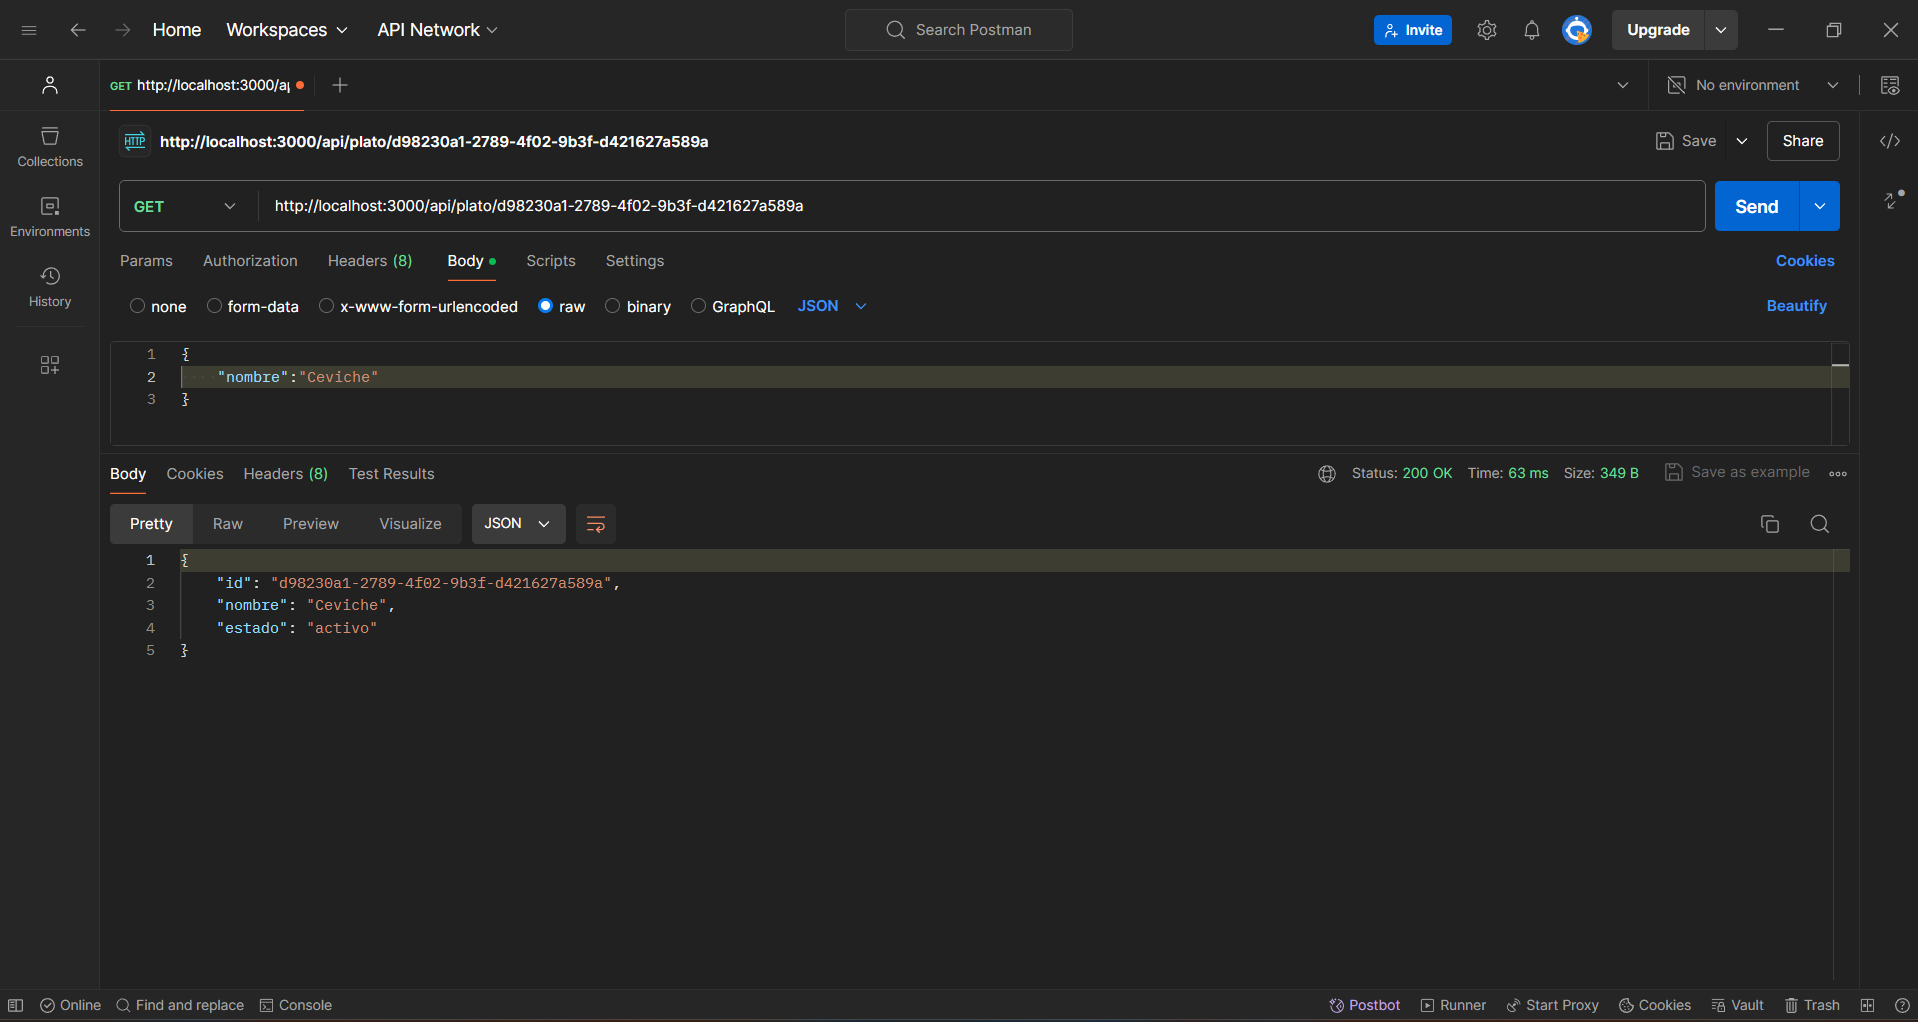 Home Workspaces API Network Search Postman Invite Upgrade
GET http://localhost:3000/a No environment
HTTP http://localhost:3000/api/plato/d98230a1-2789-4f02-9b3f-d421627a589a Save Share
Collections
GET http://localhost:3000/api/plato/d98230a1-2789-4f02-9b3f-d421627a589a Send
Environments
Params Authorization Headers (8) Body Scripts Settings Cookies
History
none form-data x-www-form-urlencoded raw binary GraphQL JSON Beautify
1 {
2 "nombre":"Ceviche"
3 }
Body Cookies Headers (8) Test Results Status: 200 OK Time: 63 ms Size: 349 B Save as example
Pretty Raw Preview Visualize JSON
1 {
2 "id": "d98230a1-2789-4f02-9b3f-d421627a589a",
3 "nombre": "Ceviche",
4 "estado": "activo"
5 }
Online Find and replace Console Postbot Runner Start Proxy Cookies Vault Trash